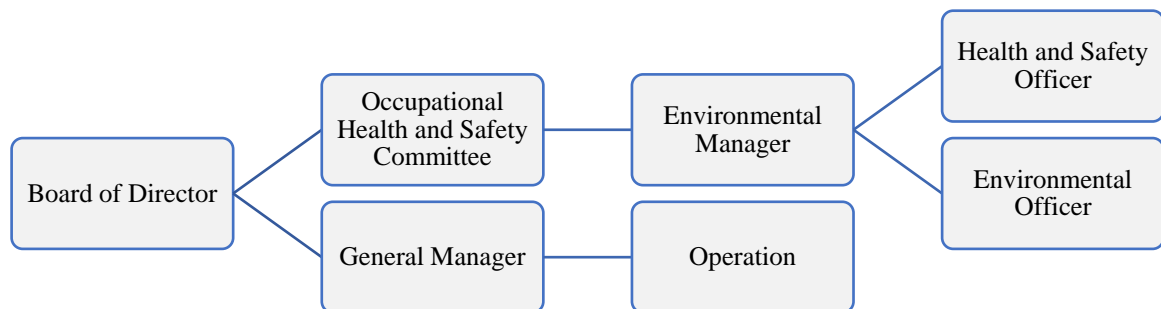 Board of Director
Occupational
Health and Safety
Committee
General Manager
Environmental
Manager
Operation
Health and Safety
Officer
Environmental
Officer